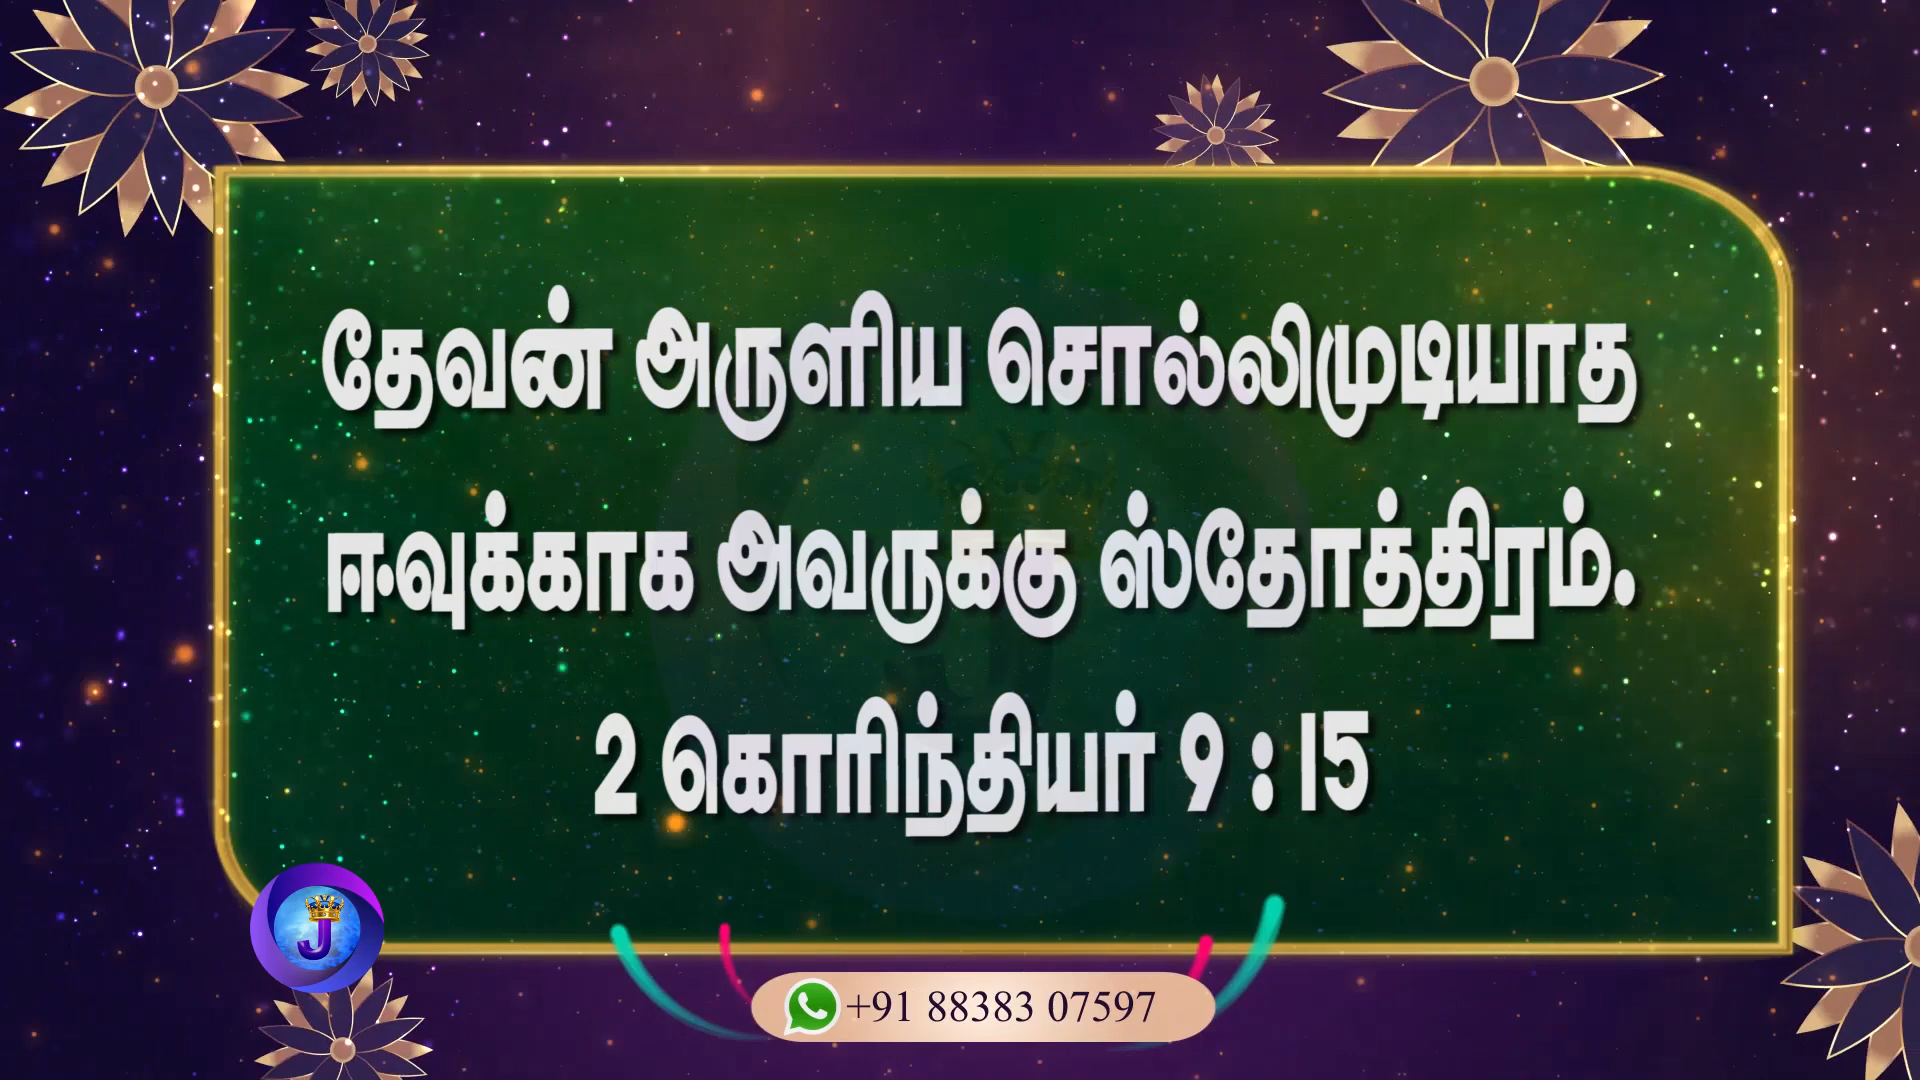 தேவன் அருளிய சொல்லிமுடியாத
ஈவுக்காக அவருக்கு ஸ்தோத்திரம்.
2 கொரிந்தியர் 9 : 15
J
+91 88383 07597